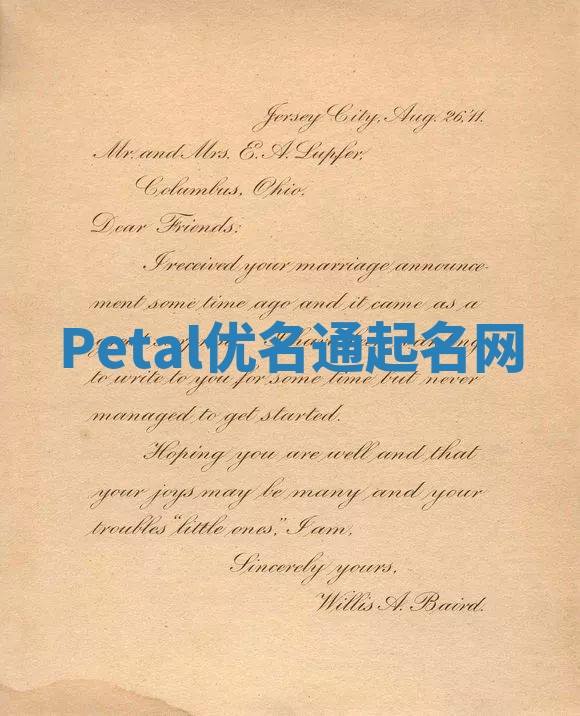 Jersey City, Aug. 26,'11.
Mr. and Mrs. E. A. Lupfer,
Columbus, Ohio.
Dear Friends:
I received your marriage announce-
ment some time ago and it came as a
Petal优名通起名网
to write to you for some time but never
managed to get started.
Hoping you are well and that
your joys may be many and your
troubles "little ones," I am,
Sincerely yours,
Willis A. Baird.